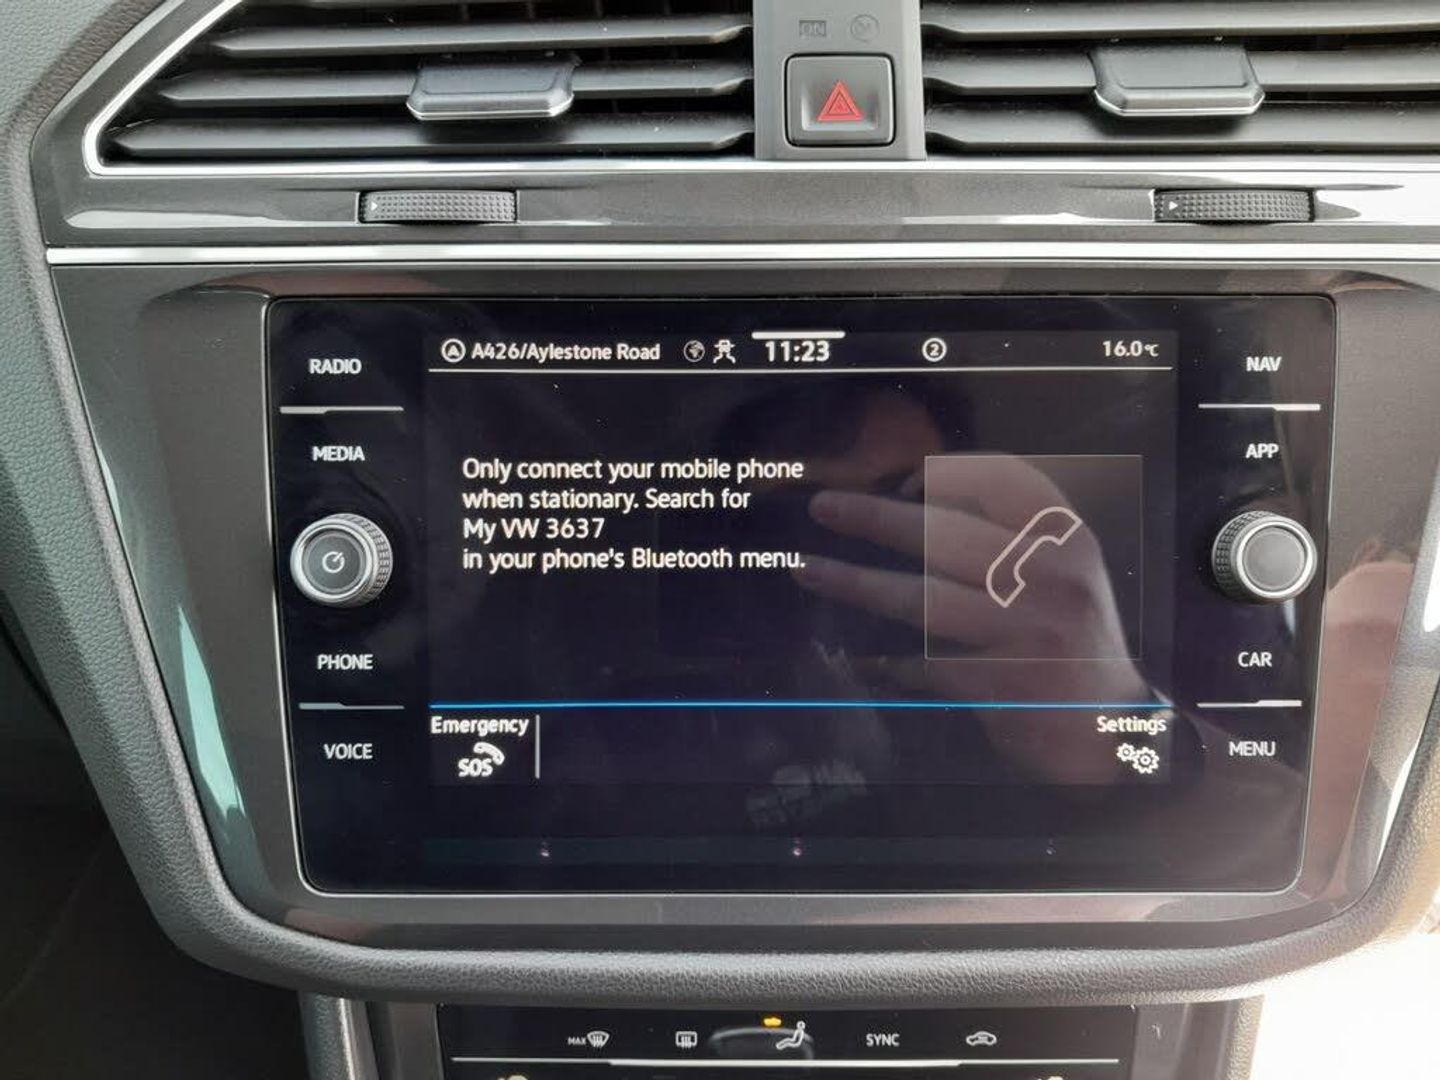 RADIO
MEDIA
PHONE
VOICE
A A426/Aylestone Road 11:23 2 16.0°C
Only connect your mobile phone
when stationary. Search for
My VW 3637
in your phone's Bluetooth menu.
Emergency
SOS
Settings
NAV
APP
CAR
MENU
MAX
SYNC